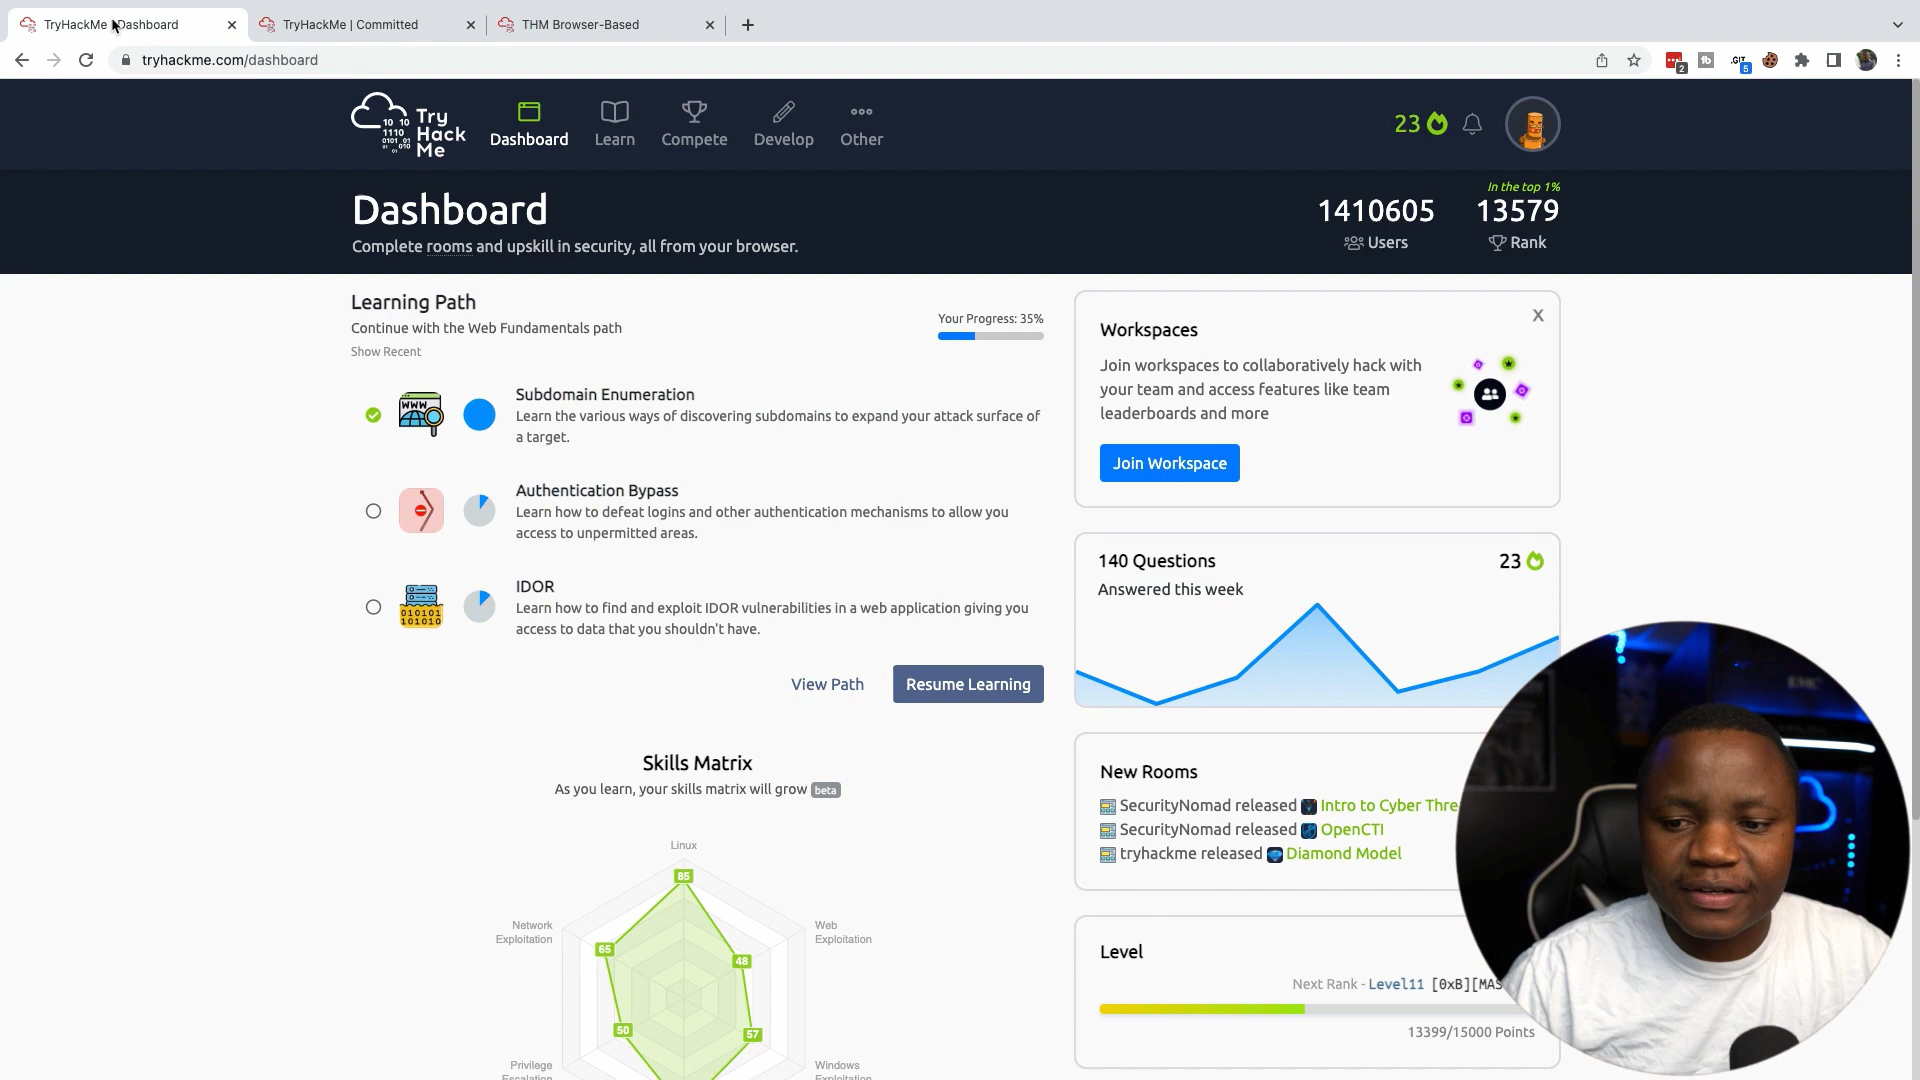 TryHackMe | Dashboard
TryHackMe | Committed
THM Browser-Based
tryhackme.com/dashboard
2
tb
.GIT
5
Try
Hack
Me
Dashboard
Learn
Compete
Develop
Other
23
Dashboard
Complete rooms and upskill in security, all from your browser.
1410605
Users
In the top 1%
13579
Rank
Learning Path
Continue with the Web Fundamentals path
Show Recent
Your Progress: 35%
WWW
Subdomain Enumeration
Learn the various ways of discovering subdomains to expand your attack surface of
a target.
Authentication Bypass
Learn how to defeat logins and other authentication mechanisms to allow you
access to unpermitted areas.
010101
101010
IDOR
Learn how to find and exploit IDOR vulnerabilities in a web application giving you
access to data that you shouldn't have.
View Path
Resume Learning
Skills Matrix
As you learn, your skills matrix will grow beta
Linux
85
Network
Exploitation
65
Web
Exploitation
48
50
57
Privilege
Escalation
Windows
Exploitation
X
Workspaces
Join workspaces to collaboratively hack with
your team and access features like team
leaderboards and more
Join Workspace
140 Questions
23
Answered this week
New Rooms
SecurityNomad released Intro to Cyber Thre
SecurityNomad released OpenCTI
tryhackme released Diamond Model
Level
Next Rank - Level11 [0xB][MAS
13399/15000 Points